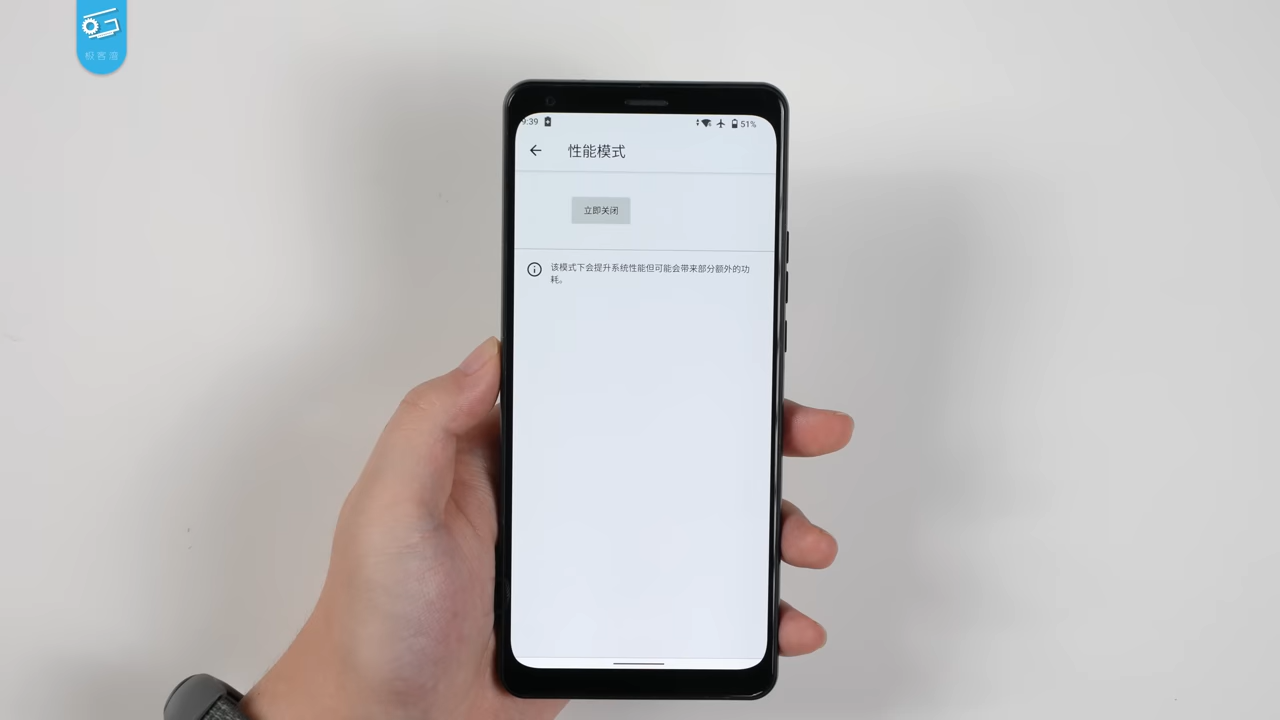 极客湾
9:39
51%
性能模式
立即关闭
该模式下会提升系统性能但可能会带来部分额外的功
耗。